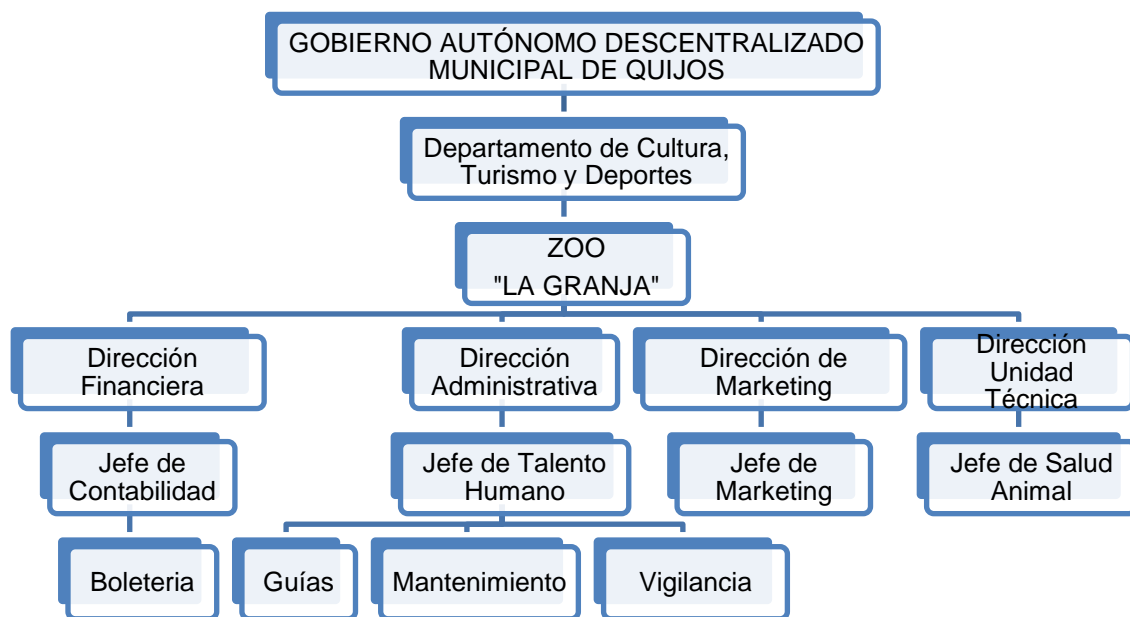 GOBIERNO AUTÓNOMO DESCENTRALIZADO
MUNICIPAL DE QUIJOS
Departamento de Cultura,
Turismo y Deportes
ZOO
"LA GRANJA"
Dirección
Financiera
Dirección
Administrativa
Dirección de
Marketing
Dirección
Unidad
Técnica
Jefe de
Contabilidad
Jefe de Talento
Humano
Jefe de
Marketing
Jefe de Salud
Animal
Boleteria
Guías
Mantenimiento
Vigilancia